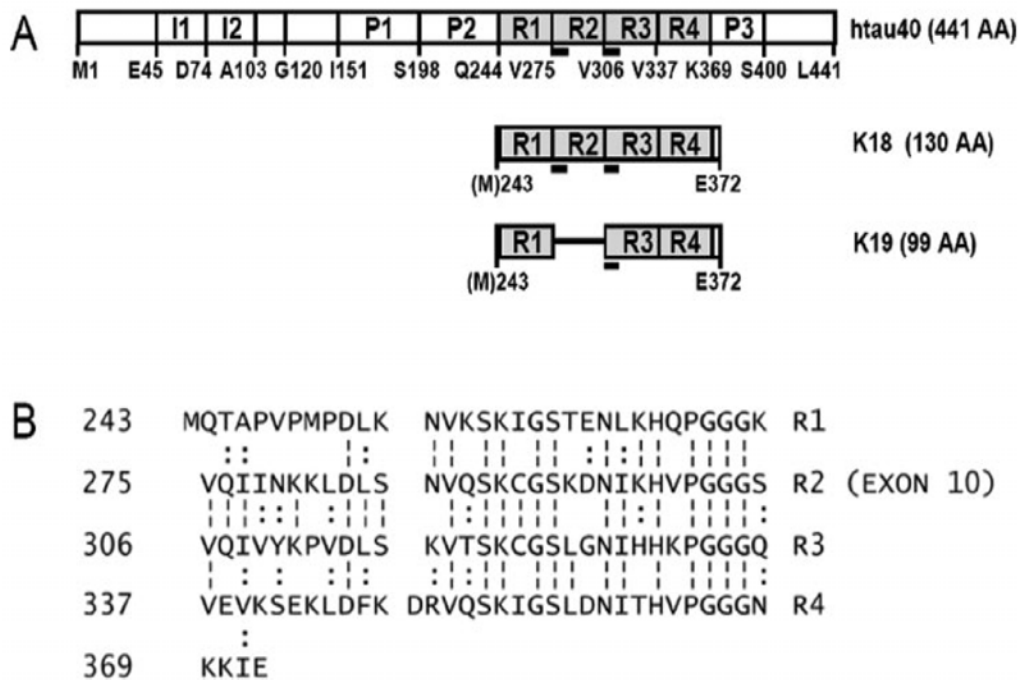 A
I1 I2 P1 P2 R1 R2 R3 R4 P3 htau40 (441 AA)
M1 E45 D74 A103 G120 I151 S198 Q244 V275 V306 V337 K369 S400 L441
R1 R2 R3 R4 K18 (130 AA)
(M)243 E372
R1 R3 R4 K19 (99 AA)
(M)243 E372
B
243 MQTAPVPMPDLK NVKSKIGSTENLKHQPGGGK R1
275 VQIINKKLDLS NVQSKCGSKDNIKHVPGGGS R2 (EXON 10)
306 VQIVYKPVDLS KVTSKCGSLGNIHHKPGGGQ R3
337 VEVKSEKLDFK DRVQSKIGSLDNITHVPGGGN R4
369 KKIE